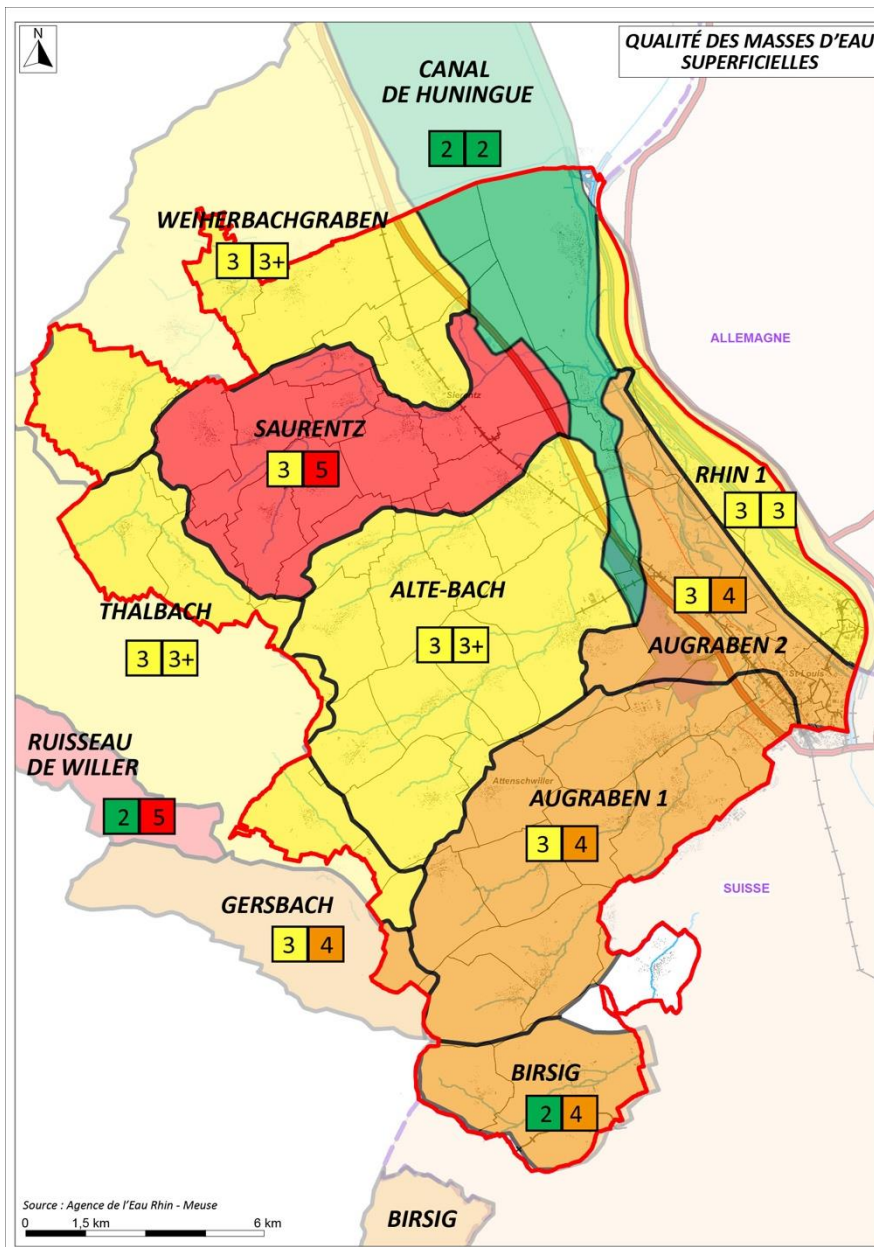 N
QUALITÉ DES MASSES D'EAU
SUPERFICIELLES
CANAL
DE HUNINGUE
2 2
WEIHERBACHGRABEN
3 3+
ALLEMAGNE
Sierentz
SAURENTZ
3 5
RHIN 1
3 3
ALTE-BACH
3 3+
3 4
AUGRABEN 2
THALBACH
3 3+
St-Louis
RUISSEAU
DE WILLER
2 5
Attenschwiller
AUGRABEN 1
3 4
SUISSE
GERSBACH
3 4
BIRSIG
2 4
Source : Agence de l'Eau Rhin - Meuse
0 1,5 km 6 km
BIRSIG